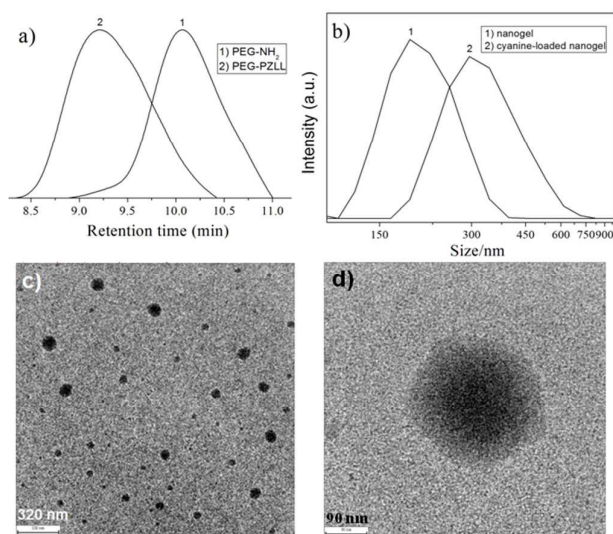 a)
2
1
1) PEG-NH2
2) PEG-PZLL
8.5 9.0 9.5 10.0 10.5 11.0
Retention time (min)
b)
1
2
1) nanogel
2) cyanine-loaded nanogel
Intensity (a.u.)
150 300 450 600 750 900
Size/nm
c)
320 nm
d)
90 nm